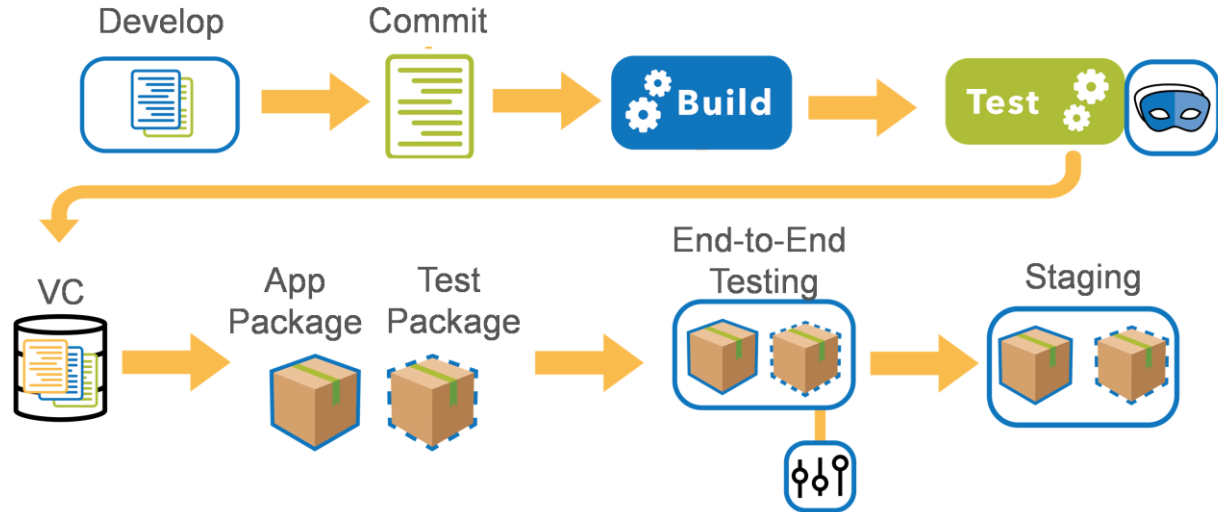 Develop
Commit
Build
Test
VC
App
Package
Test
Package
End-to-End
Testing
Staging